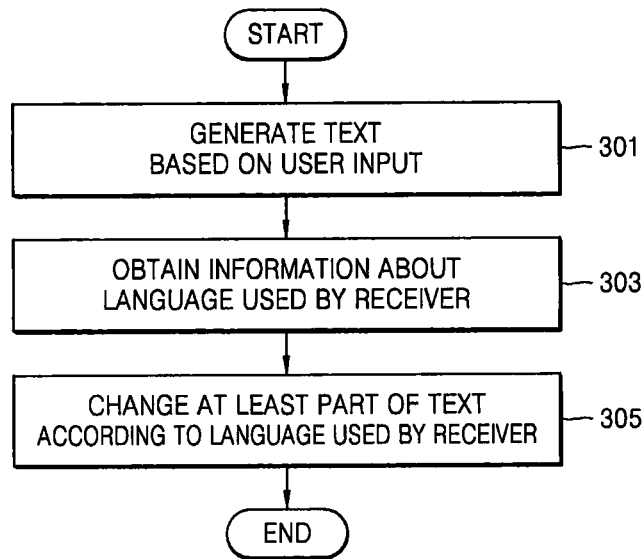 START
GENERATE TEXT
BASED ON USER INPUT
301
OBTAIN INFORMATION ABOUT
LANGUAGE USED BY RECEIVER
303
CHANGE AT LEAST PART OF TEXT
ACCORDING TO LANGUAGE USED BY RECEIVER
305
END